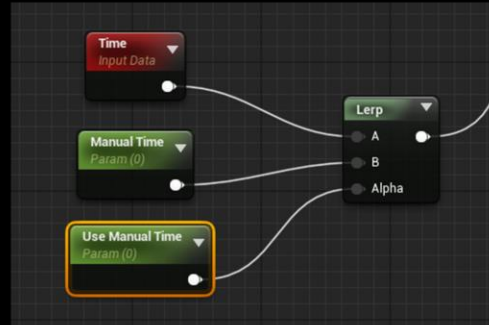 Time
Input Data
Manual Time
Param (0)
Use Manual Time
Param (0)
Lerp
A
B
Alpha